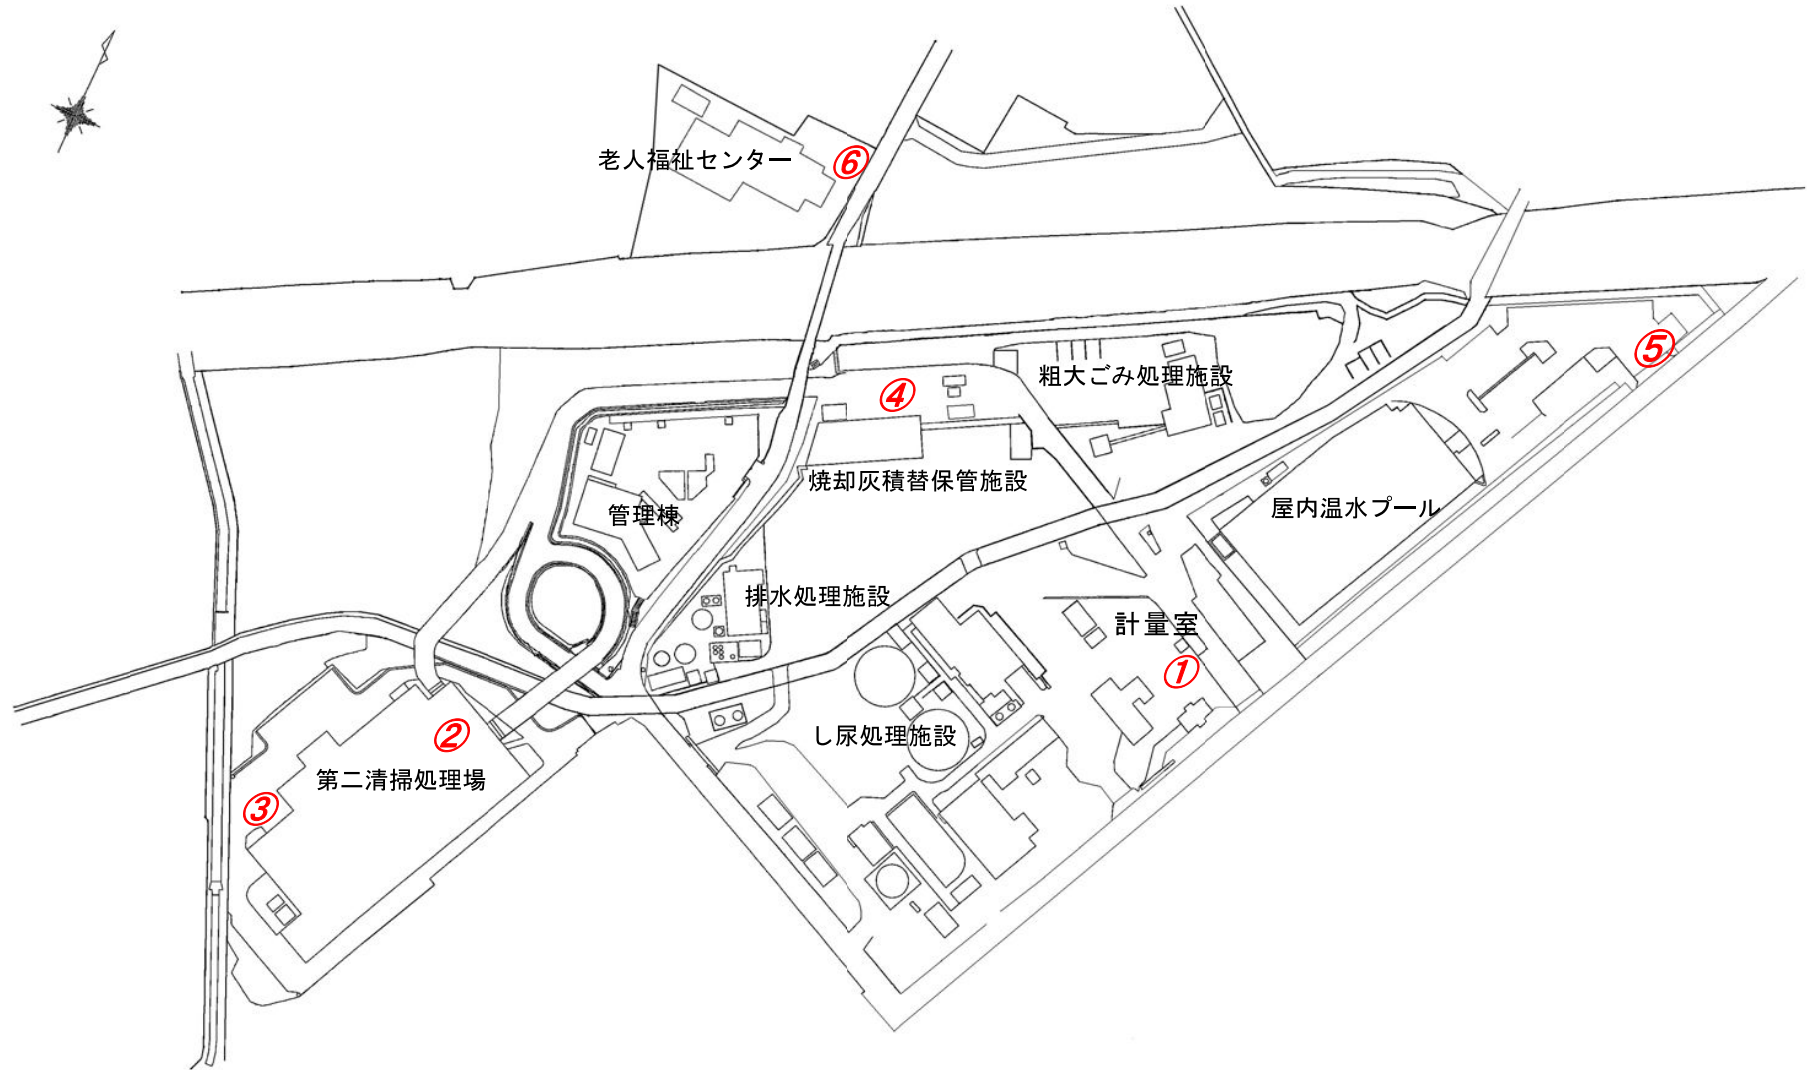 老人福祉センター
⑥
⑤
粗大ごみ処理施設
④
焼却灰積替保管施設
屋内温水プール
管理棟
排水処理施設
計量室
①
②
し尿処理施設
第二清掃処理場
③